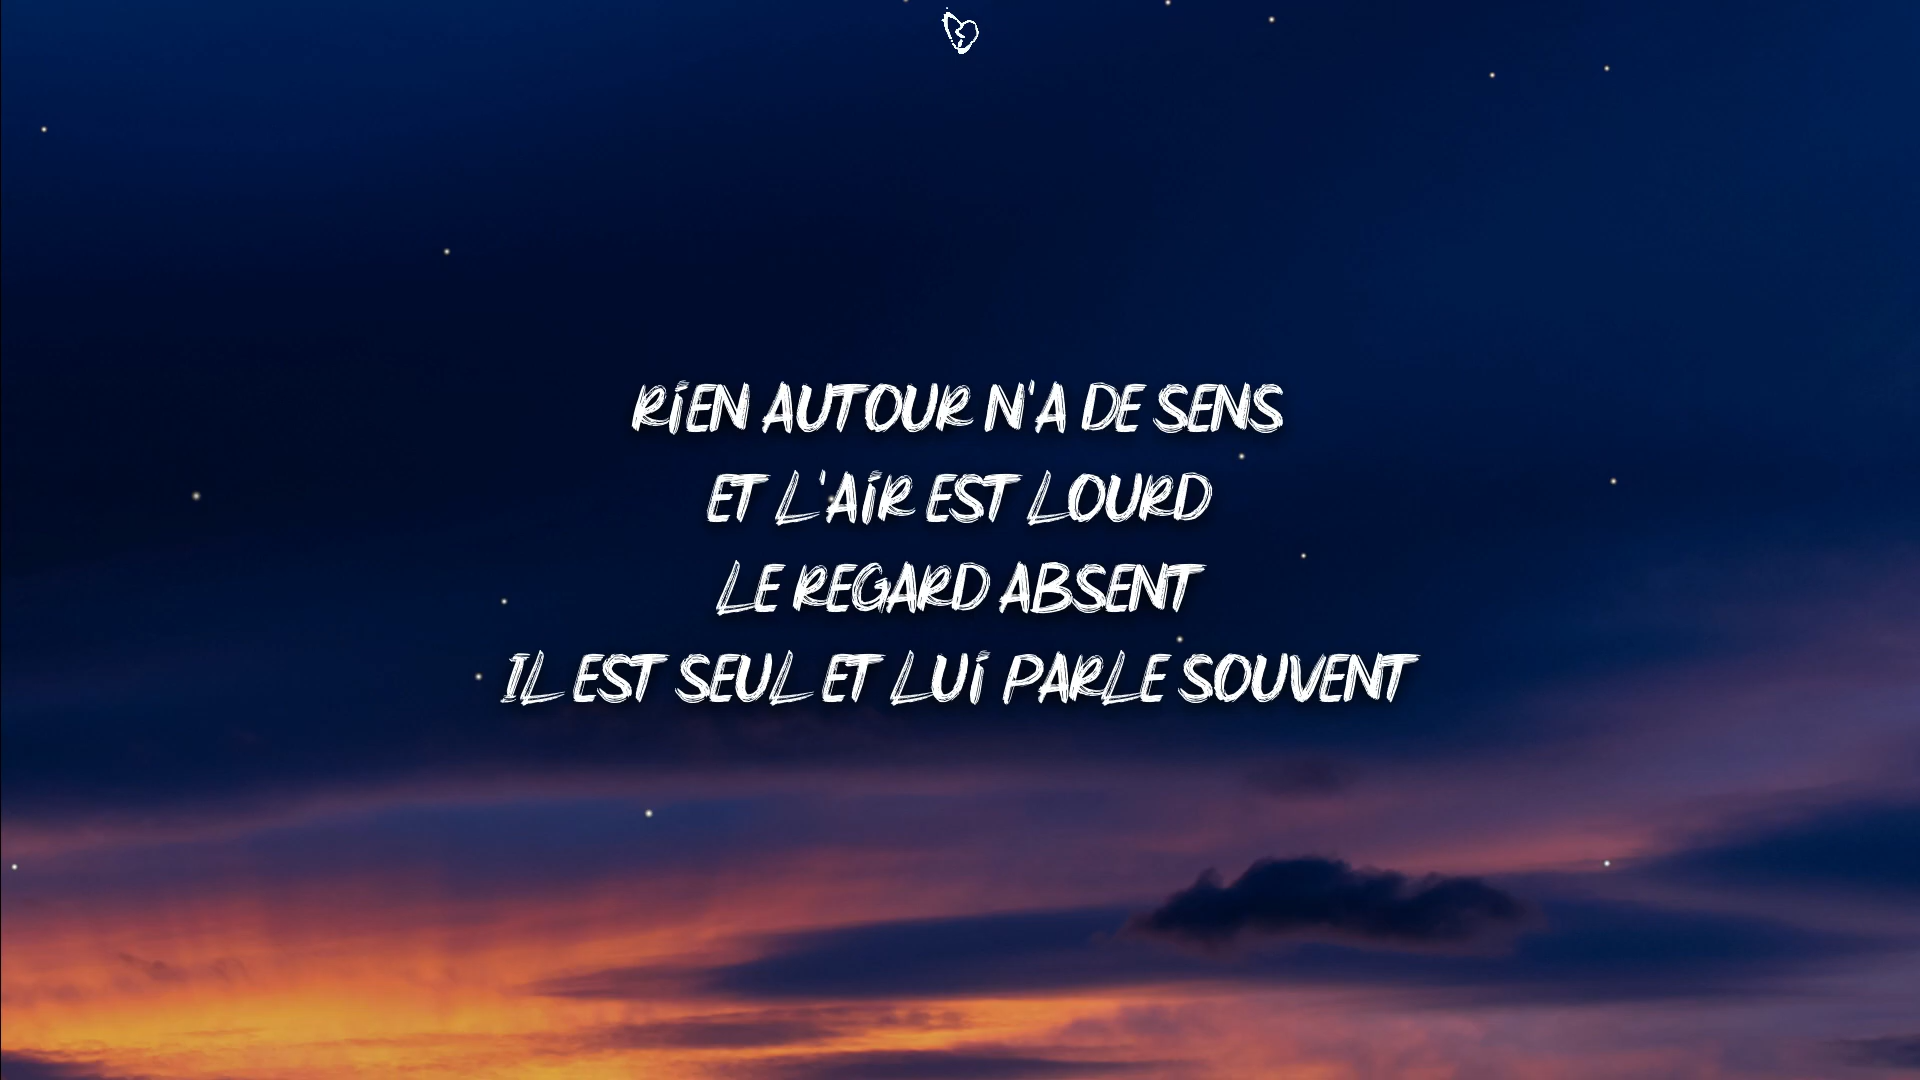 RIEN AUTOUR N'A DE SENS
ET L'AIR EST LOURD
LE REGARD ABSENT
IL EST SEUL ET LUI PARLE SOUVENT